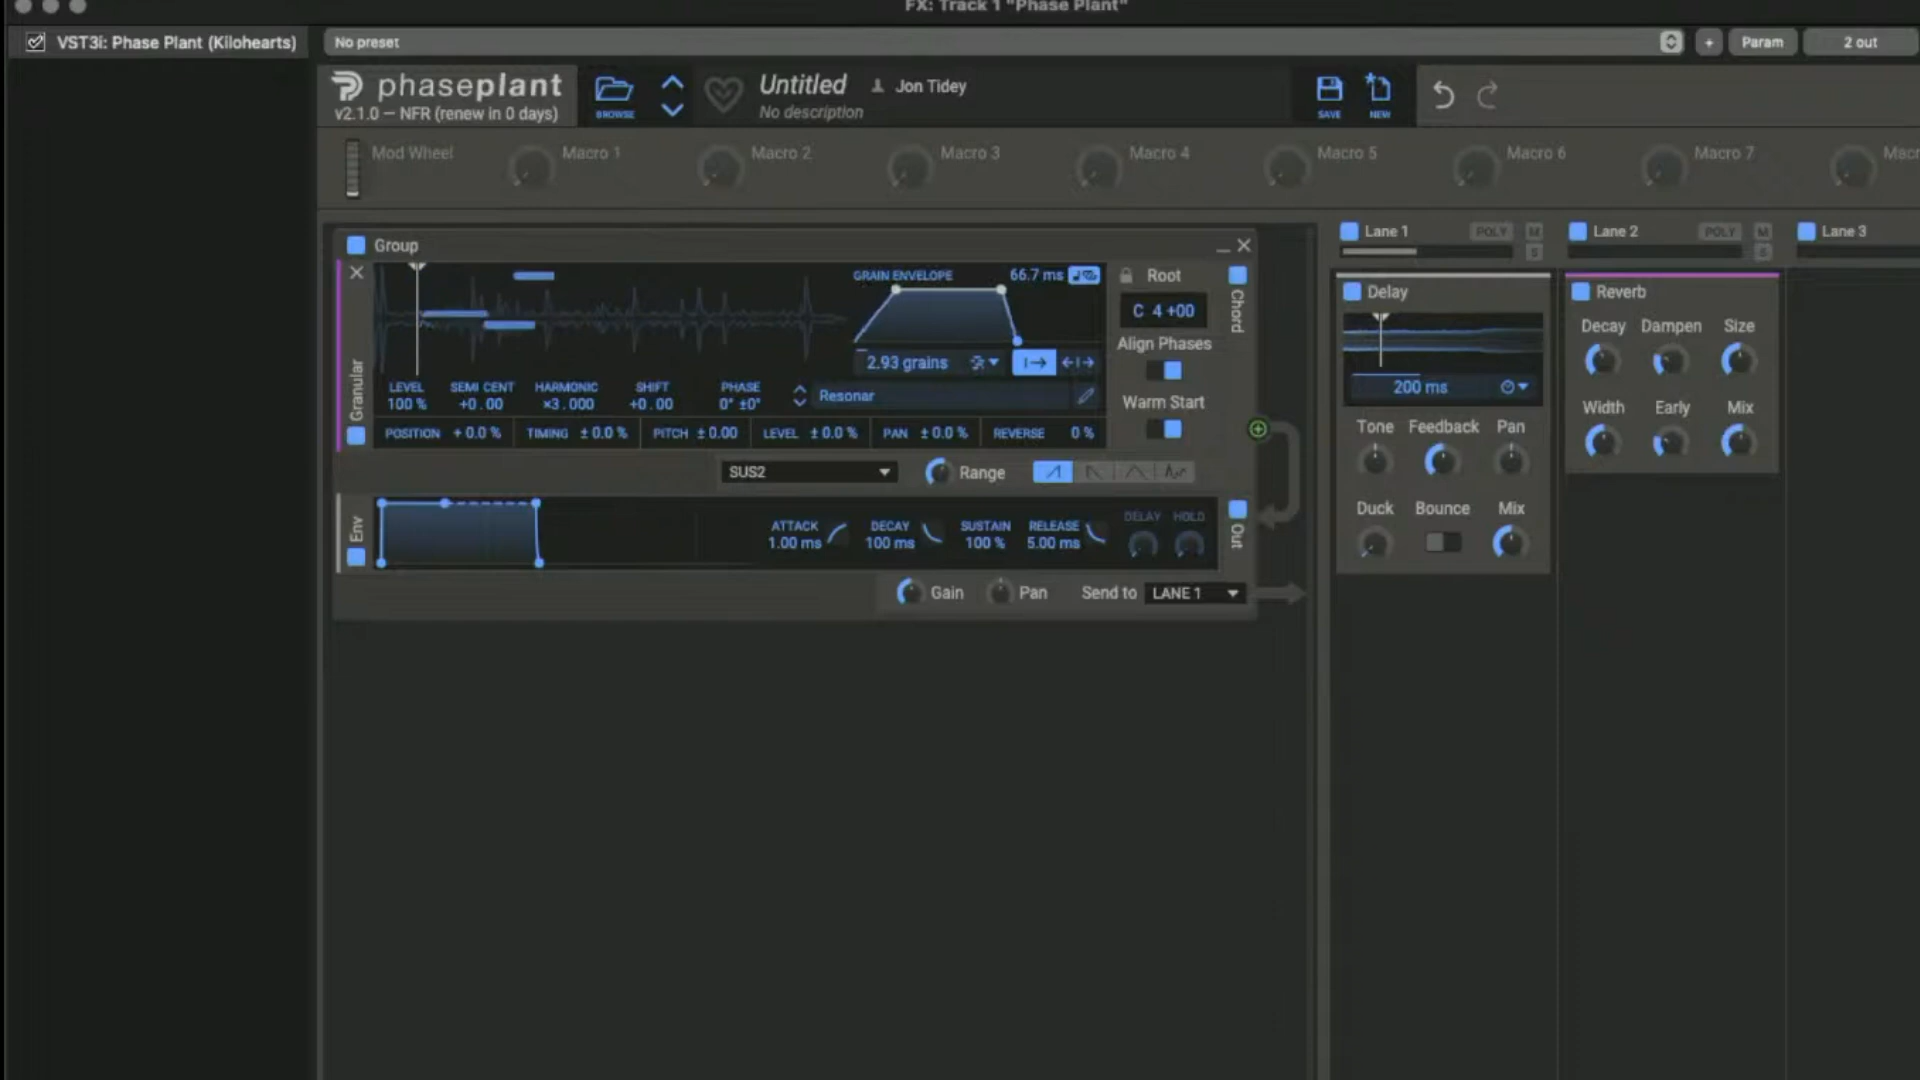 FX: Track 1 "Phase Plant"
VST3i: Phase Plant (Kilohearts)
No preset
+
Param
2 out
phaseplant
v2.1.0 – NFR (renew in 0 days)
BROWSE
Untitled
Jon Tidey
No description
SAVE
NEW
Mod Wheel
Macro 1
Macro 2
Macro 3
Macro 4
Macro 5
Macro 6
Macro 7
Group
Lane 1
POLY
M
S
Lane 2
POLY
M
S
Lane 3
GRAIN ENVELOPE
66.7 ms
Root
C 4 +00
Chord
Align Phases
Warm Start
2.93 grains
Granular
LEVEL
100 %
SEMI CENT
+0.00
HARMONIC
×3.000
SHIFT
+0.00
PHASE
0° ±0°
Resonar
POSITION + 0.0 %
TIMING ± 0.0 %
PITCH ± 0.00
LEVEL ± 0.0 %
PAN ± 0.0 %
REVERSE 0 %
SUS2
Range
Env
ATTACK
1.00 ms
DECAY
100 ms
SUSTAIN
100 %
RELEASE
5.00 ms
DELAY
HOLD
Out
Gain
Pan
Send to
LANE 1
Delay
200 ms
Tone
Feedback
Pan
Duck
Bounce
Mix
Reverb
Decay
Dampen
Size
Width
Early
Mix